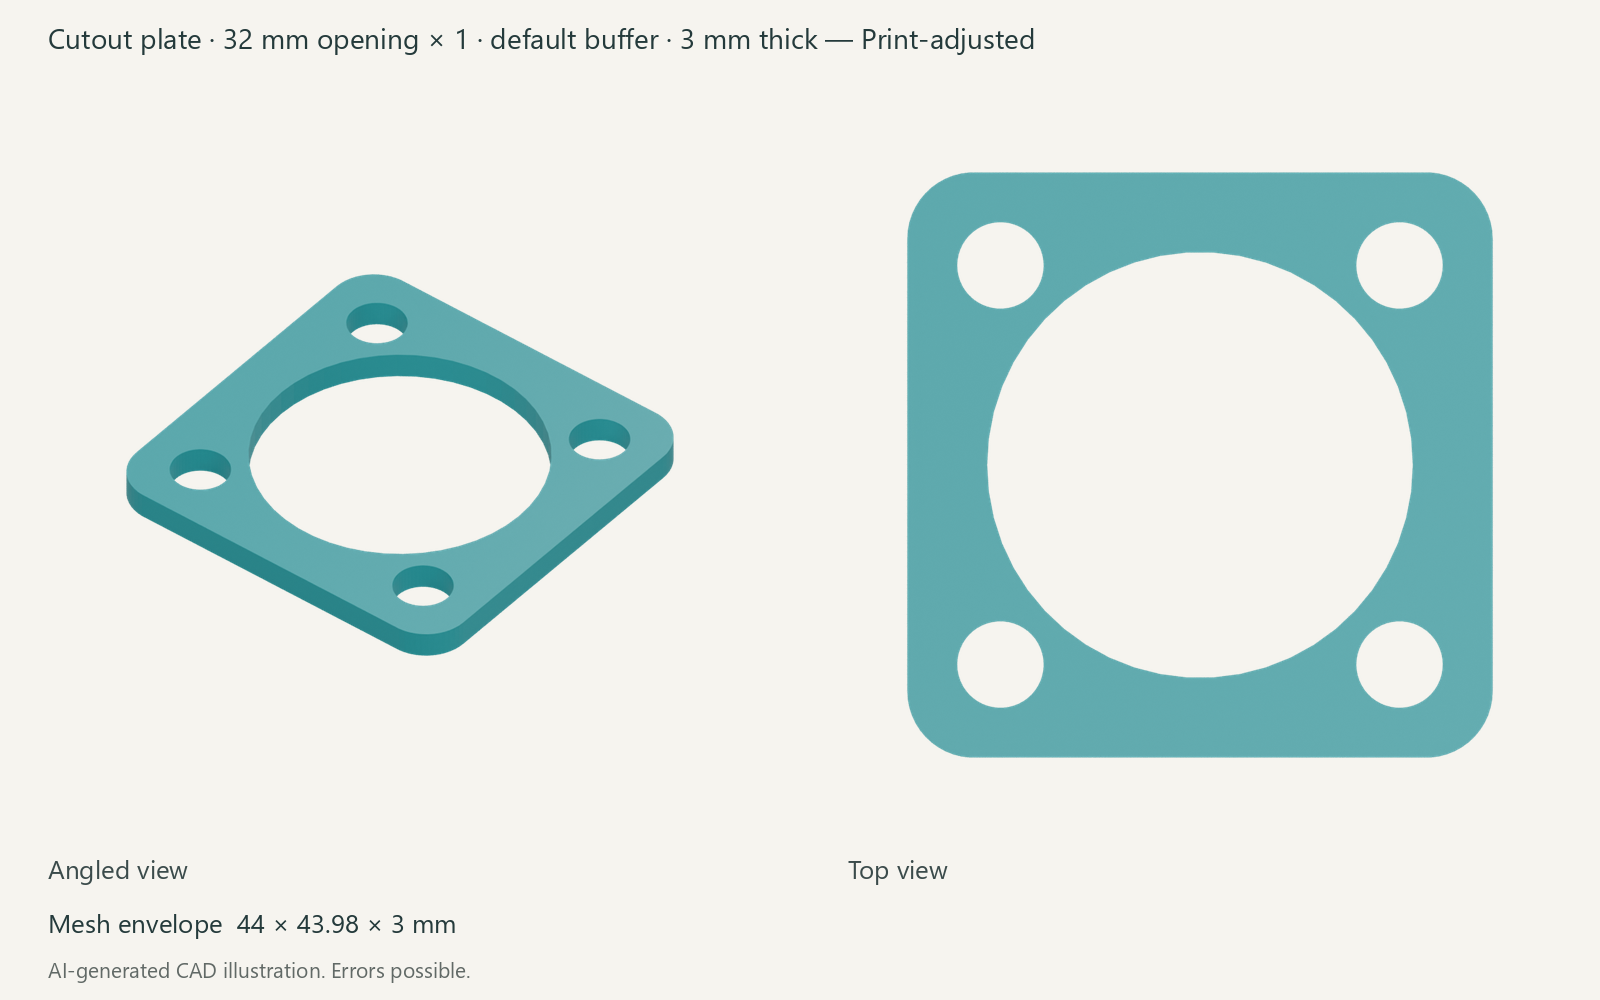 Cutout plate · 32 mm opening × 1 · default buffer · 3 mm thick — Print-adjusted
Angled view
Top view
Mesh envelope 44 × 43.98 × 3 mm
AI-generated CAD illustration. Errors possible.